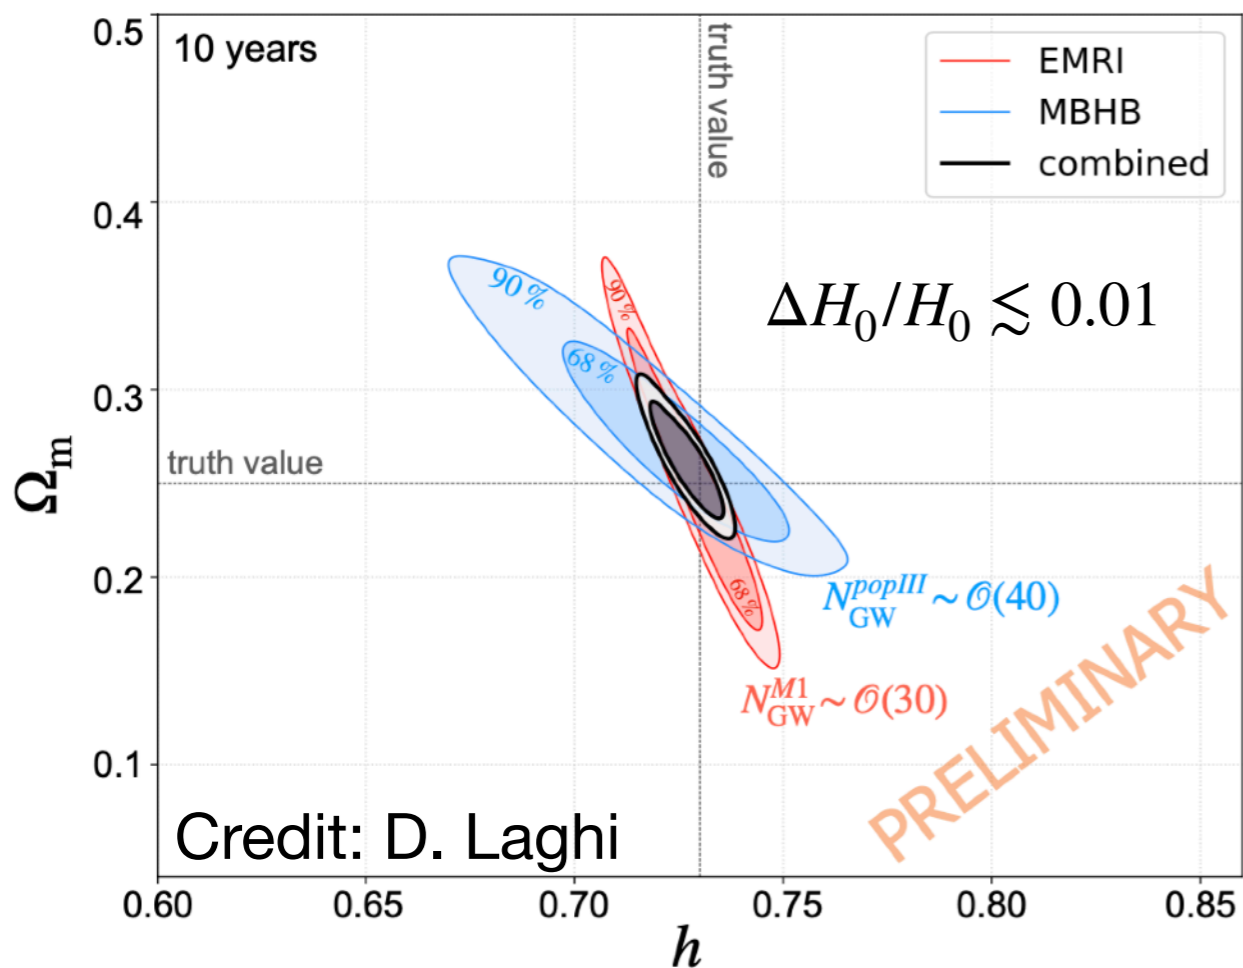 10 years
truth value
EMRI
MBHB
combined
90 %
90 %
ΔH₀/H₀ ≲ 0.01
68 %
truth value
68 %
N_GW^popIII ~ 𝒪(40)
N_GW^M1 ~ 𝒪(30)
PRELIMINARY
Credit: D. Laghi
0.5
0.4
0.3
0.2
0.1
Ωm
0.60 0.65 0.70 0.75 0.80 0.85
h